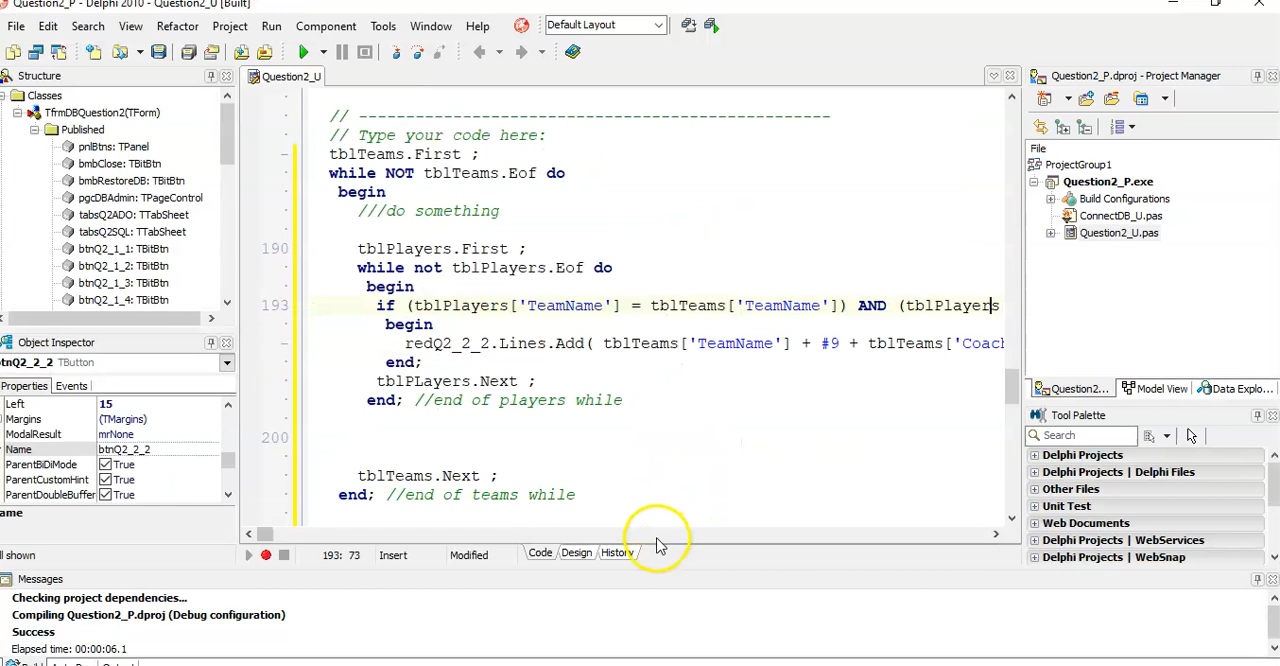 Question2_P - Delphi 2010 - Question2_U [Built]
File Edit Search View Refactor Project Run Component Tools Window Help Default Layout
Structure
Question2_U
Classes
TfrmDBQuestion2(TForm)
Published
pnlBtns: TPanel
bmbClose: TBitBtn
bmbRestoreDB: TBitBtn
pgcDBAdmin: TPageControl
tabsQ2ADO: TTabSheet
tabsQ2SQL: TTabSheet
btnQ2_1_1: TBitBtn
btnQ2_1_2: TBitBtn
btnQ2_1_3: TBitBtn
btnQ2_1_4: TBitBtn
Object Inspector
btnQ2_2_2 TButton
Properties Events
Left 15
Margins (TMargins)
ModalResult mrNone
Name btnQ2_2_2
ParentBiDiMode True
ParentCustomHint True
ParentDoubleBuffer True
ame
ll shown
// --------------------------------------------------
// Type your code here:
tblTeams.First ;
while NOT tblTeams.Eof do
begin
///do something
190 tblPlayers.First ;
while not tblPlayers.Eof do
begin
193 if (tblPlayers['TeamName'] = tblTeams['TeamName']) AND (tblPlayers
begin
redQ2_2_2.Lines.Add( tblTeams['TeamName'] + #9 + tblTeams['Coach
end;
tblPLayers.Next ;
end; //end of players while
200
tblTeams.Next ;
end; //end of teams while
193: 73 Insert Modified Code Design History
Question2_P.dproj - Project Manager
File
ProjectGroup1
Question2_P.exe
Build Configurations
ConnectDB_U.pas
Question2_U.pas
Question2... Model View Data Explo...
Tool Palette
Search
Delphi Projects
Delphi Projects | Delphi Files
Other Files
Unit Test
Web Documents
Delphi Projects | WebServices
Delphi Projects | WebSnap
Messages
Checking project dependencies...
Compiling Question2_P.dproj (Debug configuration)
Success
Elapsed time: 00:00:06.1